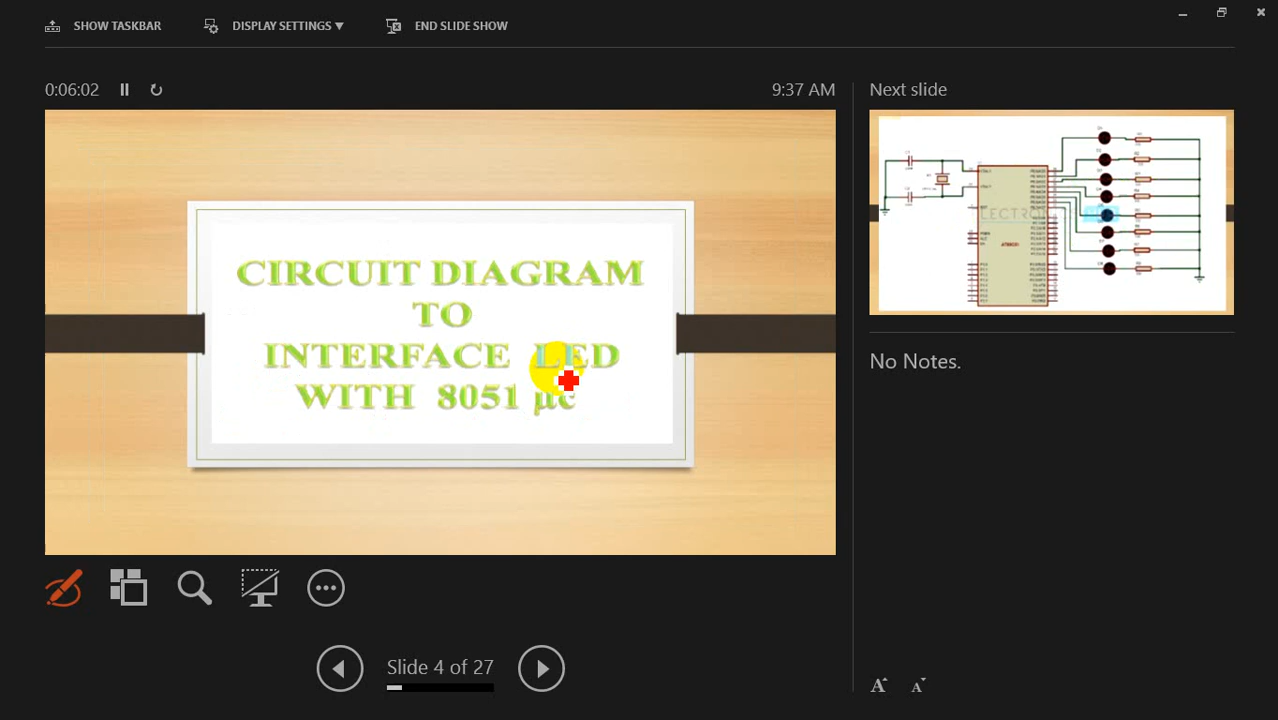 SHOW TASKBAR DISPLAY SETTINGS ▼ END SLIDE SHOW
0:06:02 9:37 AM
CIRCUIT DIAGRAM
TO
INTERFACE LED
WITH 8051 µc
Slide 4 of 27
Next slide
No Notes.
A A